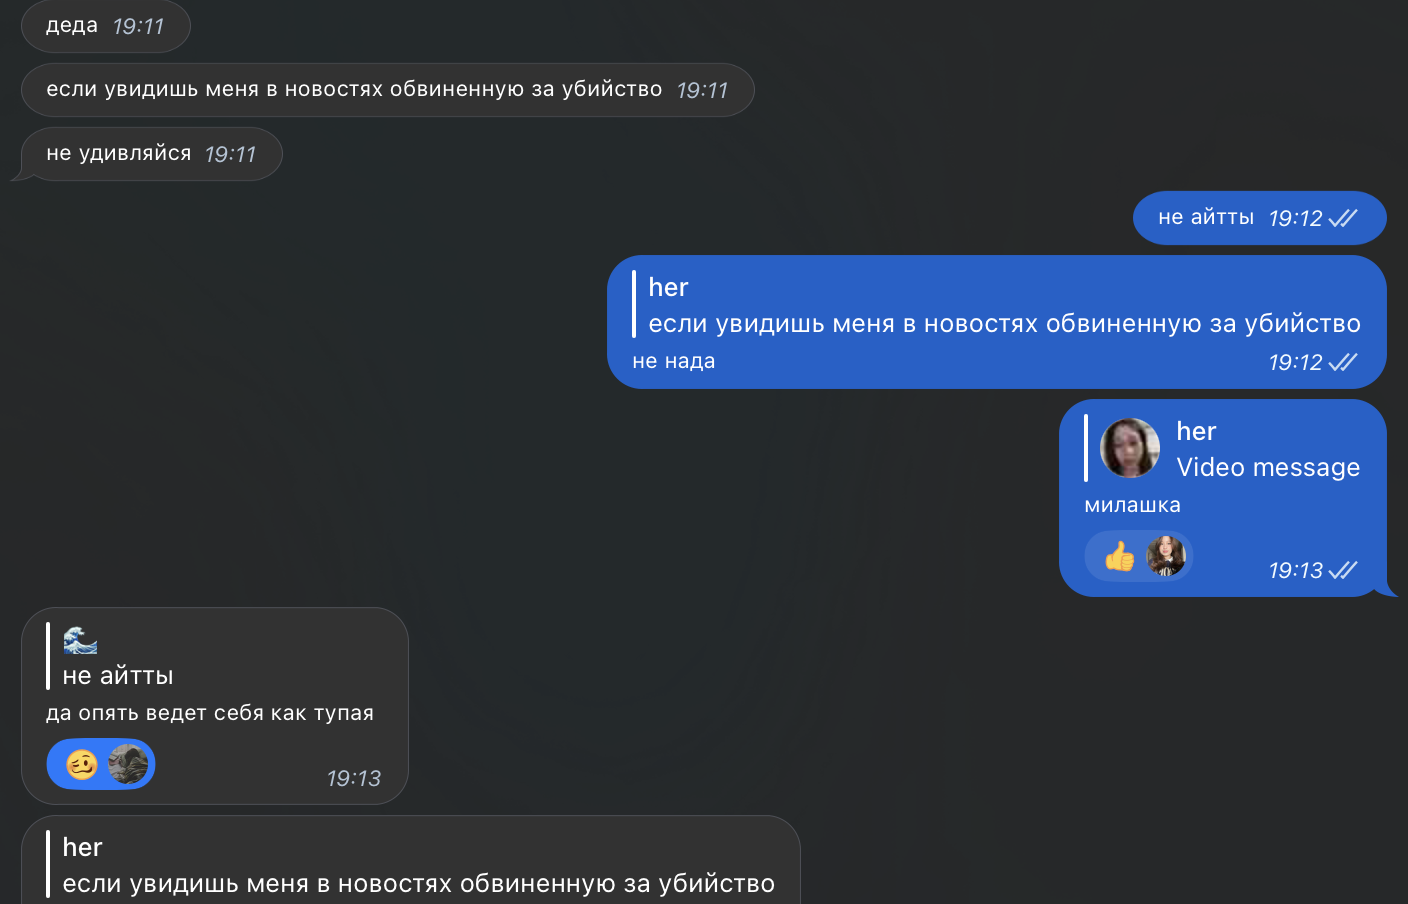 деда 19:11
если увидишь меня в новостях обвиненную за убийство 19:11
не удивляйся 19:11
не айтты 19:12
her
если увидишь меня в новостях обвиненную за убийство
не нада 19:12
her
Video message
милашка
19:13
не айтты
да опять ведет себя как тупая
19:13
her
если увидишь меня в новостях обвиненную за убийство